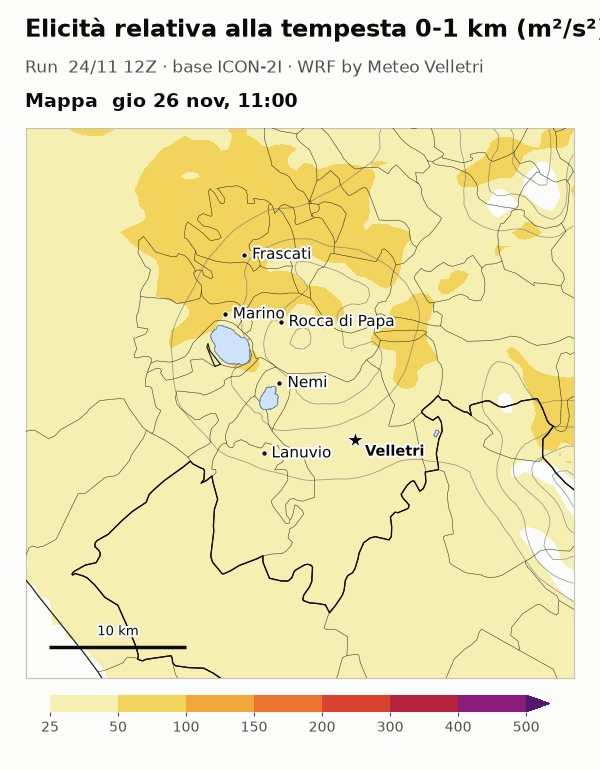 Elicità relativa alla tempesta 0-1 km (m²/s²)
Run  24/11 12Z · base ICON-2I · WRF by Meteo Velletri
Mappa  gio 26 nov, 11:00
Frascati
Marino
Rocca di Papa
Nemi
Velletri
Lanuvio
10 km
25 50 100 150 200 300 400 500